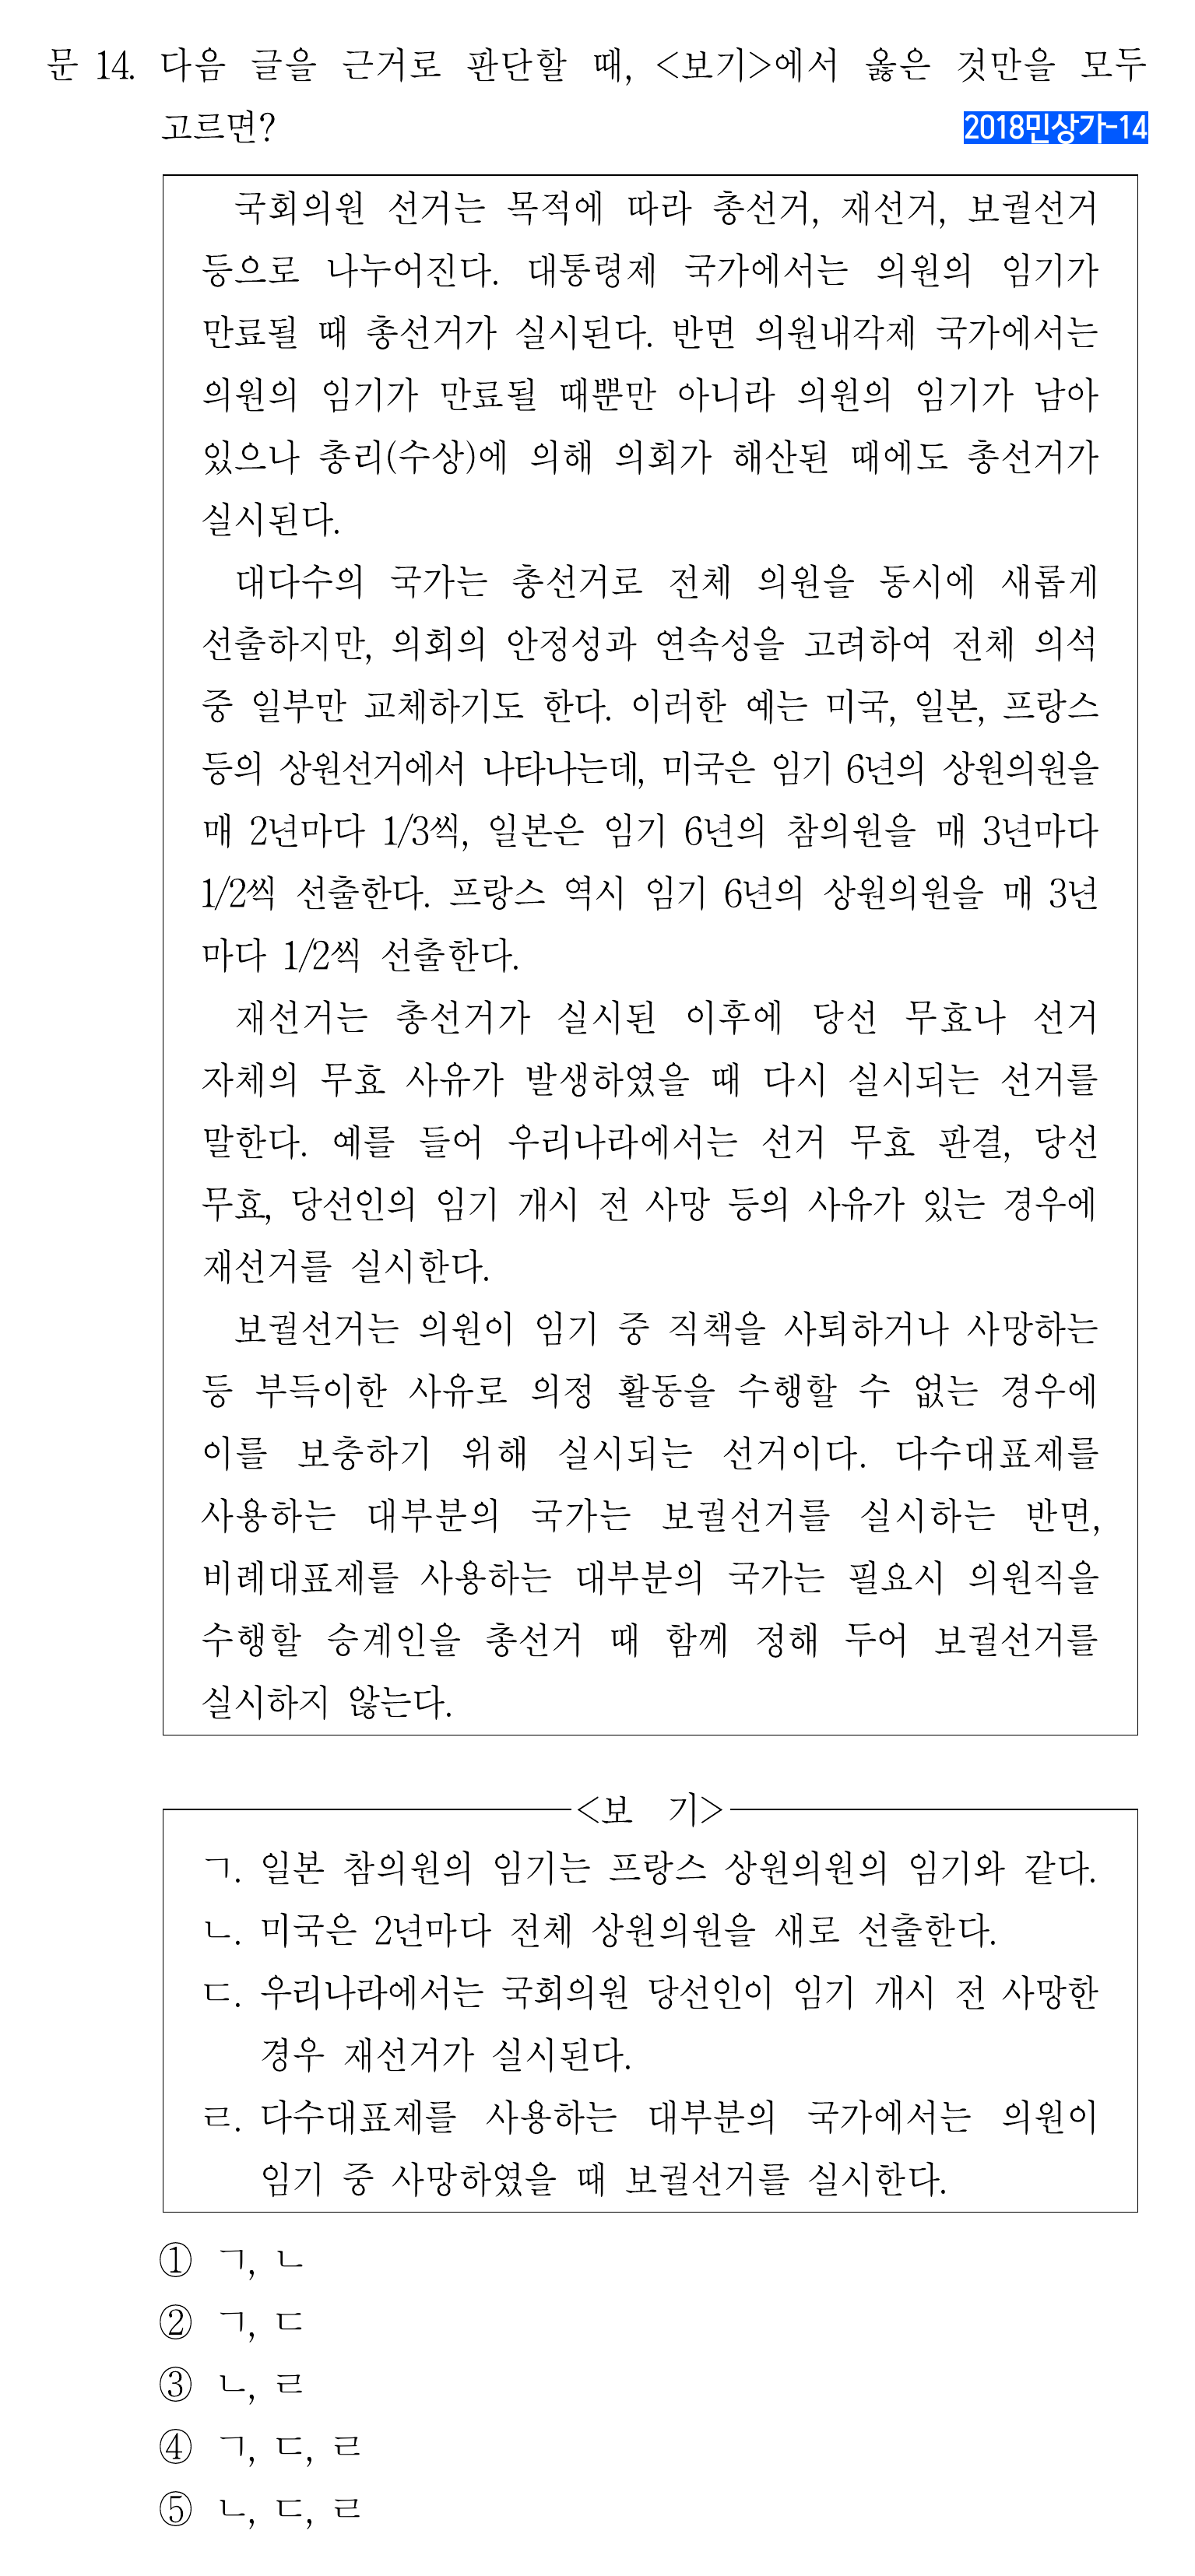 문 14. 다음 글을 근거로 판단할 때, <보기>에서 옳은 것만을 모두
고르면?
2018민상가-14
국회의원 선거는 목적에 따라 총선거, 재선거, 보궐선거
등으로 나누어진다. 대통령제 국가에서는 의원의 임기가
만료될 때 총선거가 실시된다. 반면 의원내각제 국가에서는
의원의 임기가 만료될 때뿐만 아니라 의원의 임기가 남아
있으나 총리(수상)에 의해 의회가 해산된 때에도 총선거가
실시된다.
대다수의 국가는 총선거로 전체 의원을 동시에 새롭게
선출하지만, 의회의 안정성과 연속성을 고려하여 전체 의석
중 일부만 교체하기도 한다. 이러한 예는 미국, 일본, 프랑스
등의 상원선거에서 나타나는데, 미국은 임기 6년의 상원의원을
매 2년마다 1/3씩, 일본은 임기 6년의 참의원을 매 3년마다
1/2씩 선출한다. 프랑스 역시 임기 6년의 상원의원을 매 3년
마다 1/2씩 선출한다.
재선거는 총선거가 실시된 이후에 당선 무효나 선거
자체의 무효 사유가 발생하였을 때 다시 실시되는 선거를
말한다. 예를 들어 우리나라에서는 선거 무효 판결, 당선
무효, 당선인의 임기 개시 전 사망 등의 사유가 있는 경우에
재선거를 실시한다.
보궐선거는 의원이 임기 중 직책을 사퇴하거나 사망하는
등 부득이한 사유로 의정 활동을 수행할 수 없는 경우에
이를 보충하기 위해 실시되는 선거이다. 다수대표제를
사용하는 대부분의 국가는 보궐선거를 실시하는 반면,
비례대표제를 사용하는 대부분의 국가는 필요시 의원직을
수행할 승계인을 총선거 때 함께 정해 두어 보궐선거를
실시하지 않는다.
<보 기>
ㄱ. 일본 참의원의 임기는 프랑스 상원의원의 임기와 같다.
ㄴ. 미국은 2년마다 전체 상원의원을 새로 선출한다.
ㄷ. 우리나라에서는 국회의원 당선인이 임기 개시 전 사망한
경우 재선거가 실시된다.
ㄹ. 다수대표제를 사용하는 대부분의 국가에서는 의원이
임기 중 사망하였을 때 보궐선거를 실시한다.
① ㄱ, ㄴ
② ㄱ, ㄷ
③ ㄴ, ㄹ
④ ㄱ, ㄷ, ㄹ
⑤ ㄴ, ㄷ, ㄹ